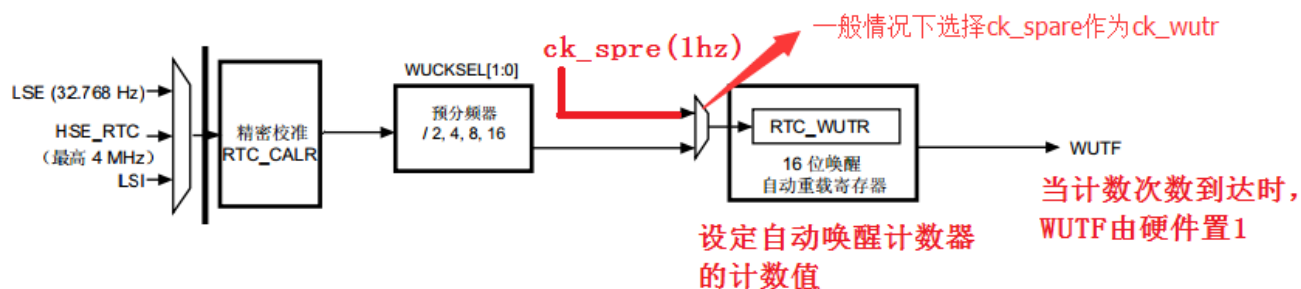 一般情况下选择ck_spare作为ck_wutr
ck_spre(1hz)
WUCKSEL[1:0]
LSE (32.768 Hz)
HSE_RTC
（最高 4 MHz）
LSI
精密校准
RTC_CALR
预分频器
/ 2, 4, 8, 16
RTC_WUTR
16 位唤醒
自动重载寄存器
WUTF
设定自动唤醒计数器
的计数值
当计数次数到达时，
WUTF由硬件置1